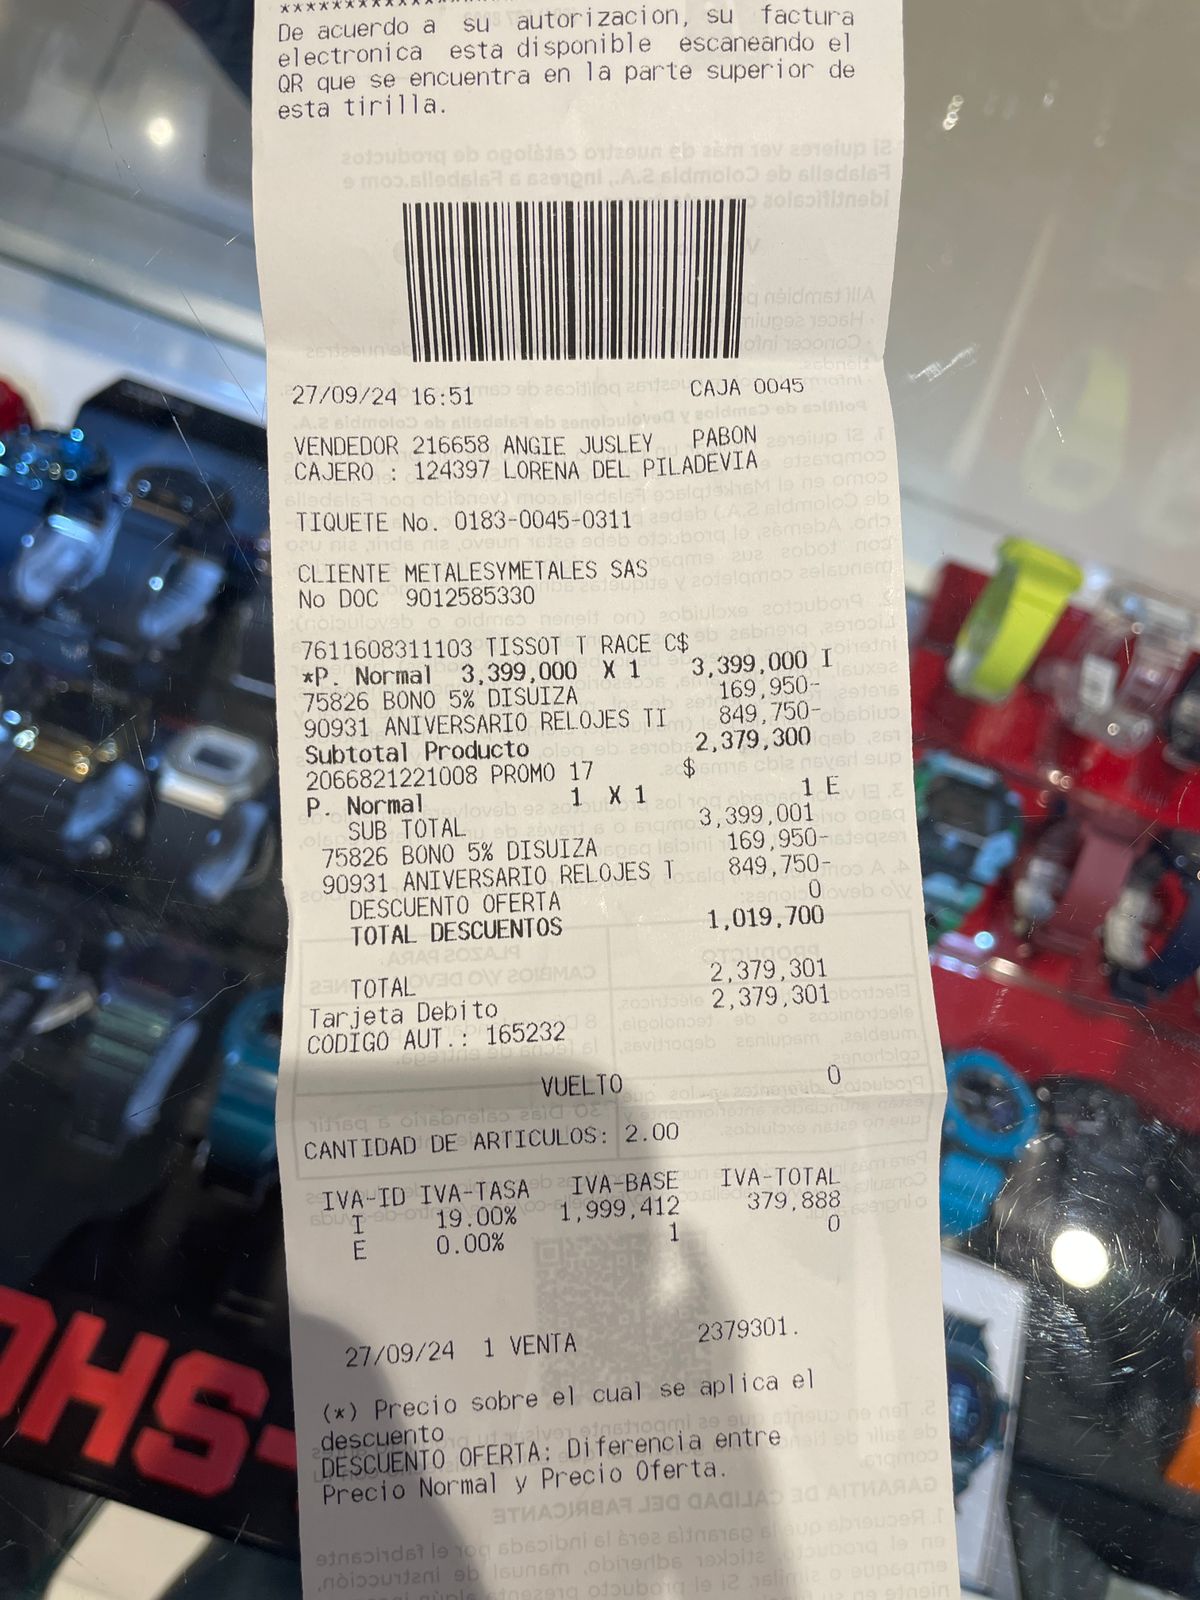 De acuerdo a su autorizacion, su factura
electronica esta disponible escaneando el
QR que se encuentra en la parte superior de
esta tirilla.
27/09/24 16:51 CAJA 0045
VENDEDOR 216658 ANGIE JUSLEY PABON
CAJERO : 124397 LORENA DEL PILADEVIA
TIQUETE No. 0183-0045-0311
CLIENTE METALESYMETALES SAS
No DOC 9012585330
7611608311103 TISSOT T RACE C$
*P. Normal 3,399,000 X 1 3,399,000 I
75826 BONO 5% DISUIZA 169,950-
90931 ANIVERSARIO RELOJES TI 849,750-
Subtotal Producto 2,379,300
2066821221008 PROMO 17 $
P. Normal 1 X 1 1 E
SUB TOTAL 3,399,001
75826 BONO 5% DISUIZA 169,950-
90931 ANIVERSARIO RELOJES T 849,750-
DESCUENTO OFERTA 0
TOTAL DESCUENTOS 1,019,700
TOTAL 2,379,301
Tarjeta Debito 2,379,301
CODIGO AUT.: 165232
VUELTO 0
CANTIDAD DE ARTICULOS: 2.00
IVA-ID IVA-TASA IVA-BASE IVA-TOTAL
I 19.00% 1,999,412 379,888
E 0.00% 1 0
27/09/24 1 VENTA 2379301.
(*) Precio sobre el cual se aplica el
descuento
DESCUENTO OFERTA: Diferencia entre
Precio Normal y Precio Oferta.